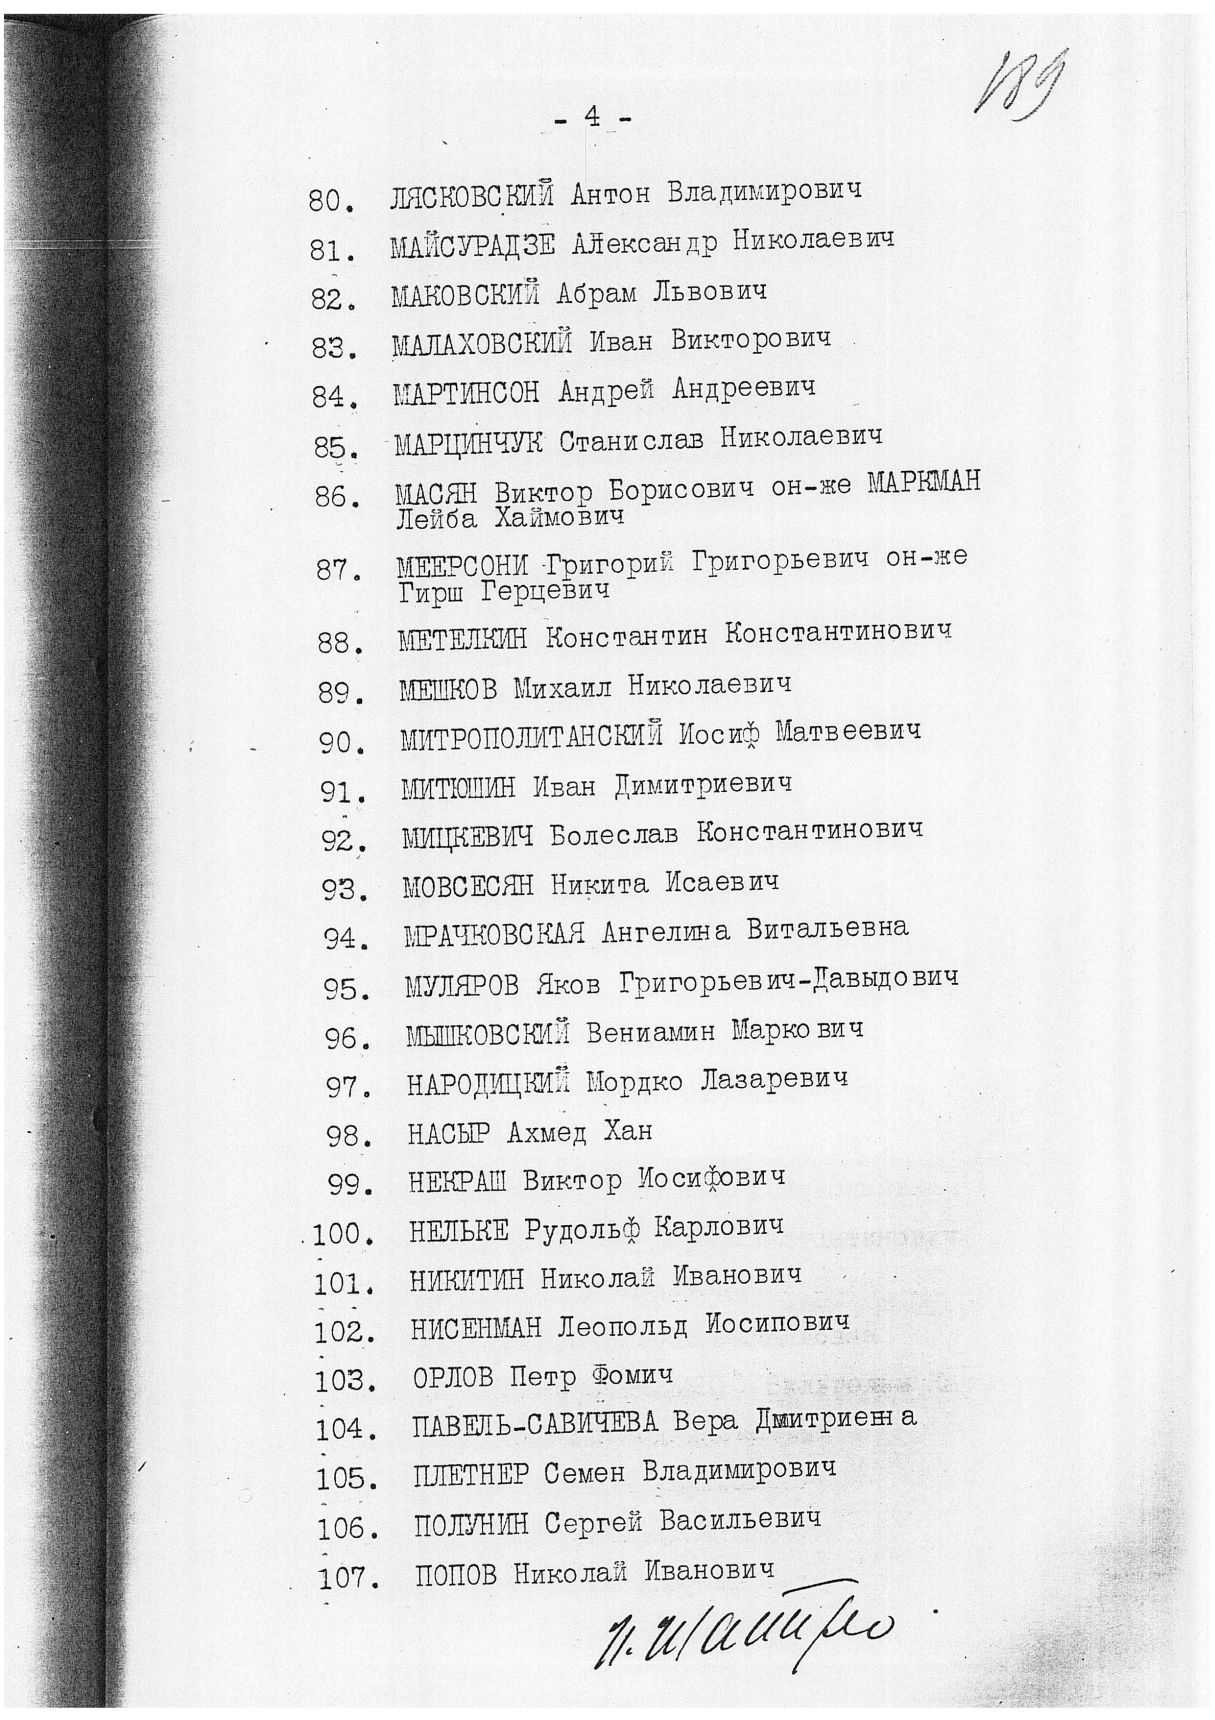 189
- 4 -
80. ЛЯСКОВСКИЙ Антон Владимирович
81. МАЙСУРАДЗЕ Александр Николаевич
82. МАКОВСКИЙ Абрам Львович
83. МАЛАХОВСКИЙ Иван Викторович
84. МАРТИНСОН Андрей Андреевич
85. МАРЦИНЧУК Станислав Николаевич
86. МАСЯН Виктор Борисович он-же МАРКМАН
Лейба Хаймович
87. МЕЕРСОНИ Григорий Григорьевич он-же
Гирш Герцевич
88. МЕТЕЛКИН Константин Константинович
89. МЕШКОВ Михаил Николаевич
90. МИТРОПОЛИТАНСКИЙ Иосиф Матвеевич
91. МИТЮШИН Иван Димитриевич
92. МИЦКЕВИЧ Болеслав Константинович
93. МОВСЕСЯН Никита Исаевич
94. МРАЧКОВСКАЯ Ангелина Витальевна
95. МУЛЯРОВ Яков Григорьевич-Давыдович
96. МЫШКОВСКИЙ Вениамин Маркович
97. НАРОДИЦКИЙ Мордко Лазаревич
98. НАСЫР Ахмед Хан
99. НЕКРАШ Виктор Иосифович
100. НЕЛЬКЕ Рудольф Карлович
101. НИКИТИН Николай Иванович
102. НИСЕНМАН Леопольд Иосипович
103. ОРЛОВ Петр Фомич
104. ПАВЕЛЬ-САВИЧЕВА Вера Дмитриевна
105. ПЛЕТНЕР Семен Владимирович
106. ПОЛУНИН Сергей Васильевич
107. ПОПОВ Николай Иванович
И. Шапиро